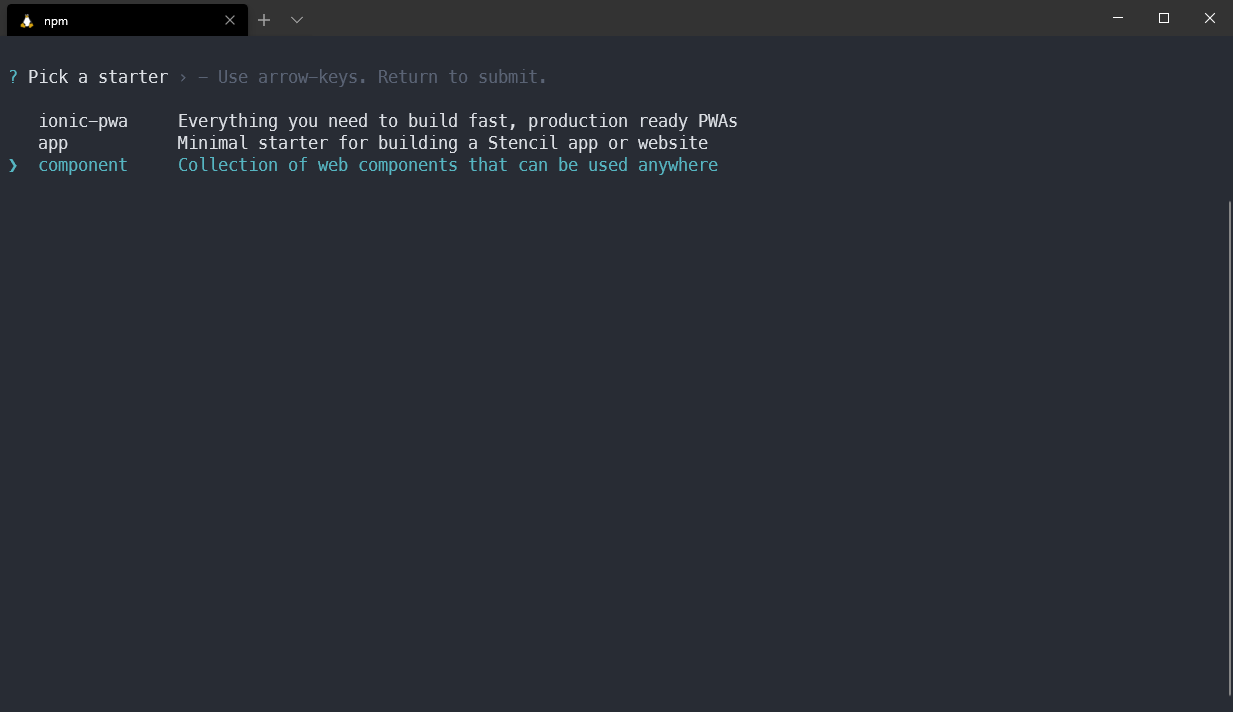 npm
? Pick a starter › – Use arrow-keys. Return to submit.
ionic-pwa Everything you need to build fast, production ready PWAs
app Minimal starter for building a Stencil app or website
❯ component Collection of web components that can be used anywhere